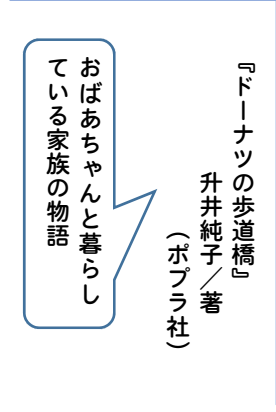 『ドーナツの歩道橋』
升井純子／著
（ポプラ社）
おばあちゃんと暮らし
ている家族の物語